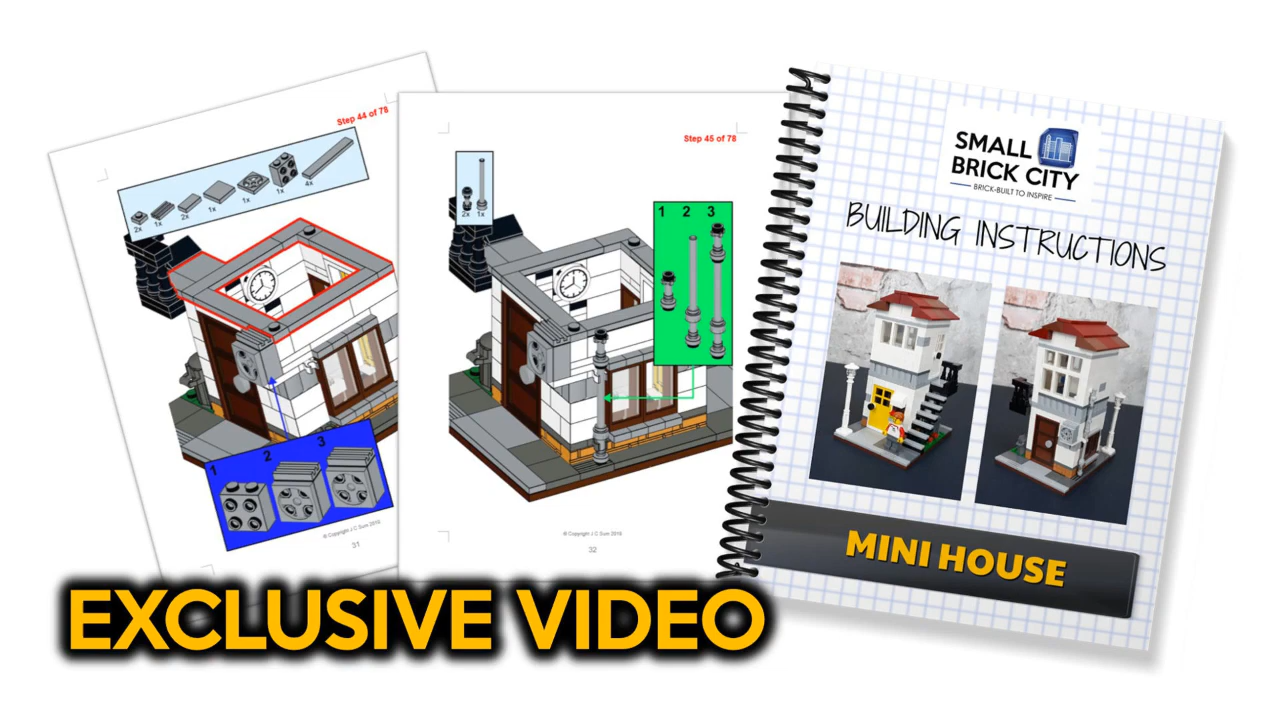 Step 44 of 78
2x
1x
2x
1x
1x
1x
4x
1
2
3
© Copyright J C Sum 2016
31
Step 45 of 78
2x
1x
1 2 3
© Copyright J C Sum 2016
32
SMALL
BRICK CITY
BRICK-BUILT TO INSPIRE
BUILDING INSTRUCTIONS
MINI HOUSE
EXCLUSIVE VIDEO